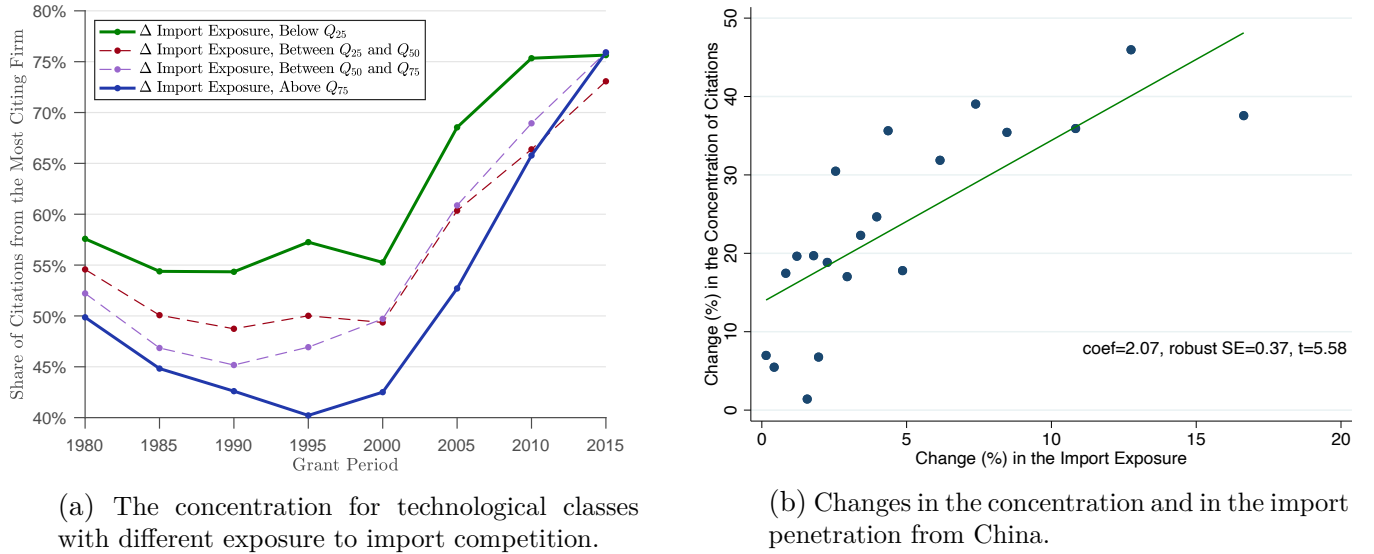 Share of Citations from the Most Citing Firm
80%
75%
70%
65%
60%
55%
50%
45%
40%
Δ Import Exposure, Below Q25
Δ Import Exposure, Between Q25 and Q50
Δ Import Exposure, Between Q50 and Q75
Δ Import Exposure, Above Q75
1980 1985 1990 1995 2000 2005 2010 2015
Grant Period
(a) The concentration for technological classes
with different exposure to import competition.
Change (%) in the Concentration of Citations
50
40
30
20
10
0
coef=2.07, robust SE=0.37, t=5.58
0 5 10 15 20
Change (%) in the Import Exposure
(b) Changes in the concentration and in the import
penetration from China.